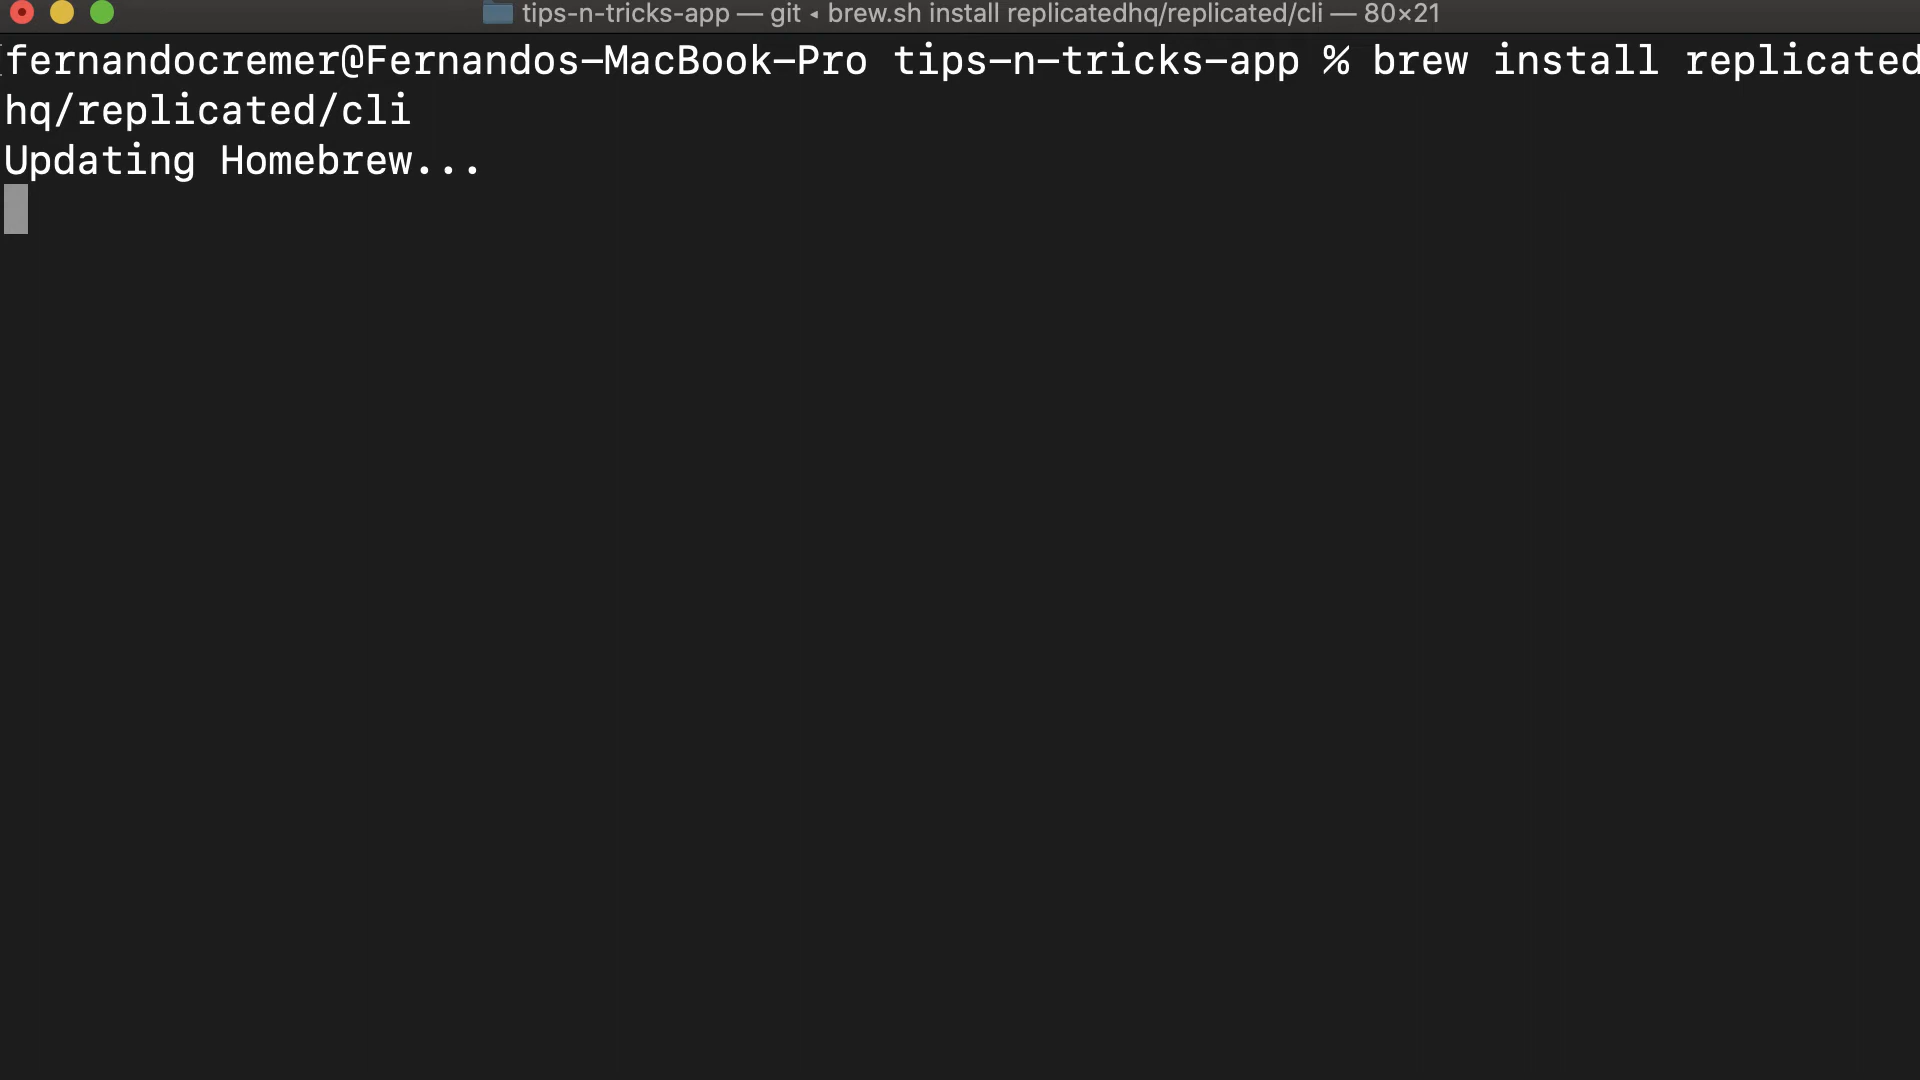 tips-n-tricks-app — git ◂ brew.sh install replicatedhq/replicated/cli — 80×21
fernandocremer@Fernandos-MacBook-Pro tips-n-tricks-app % brew install replicated
hq/replicated/cli
Updating Homebrew...